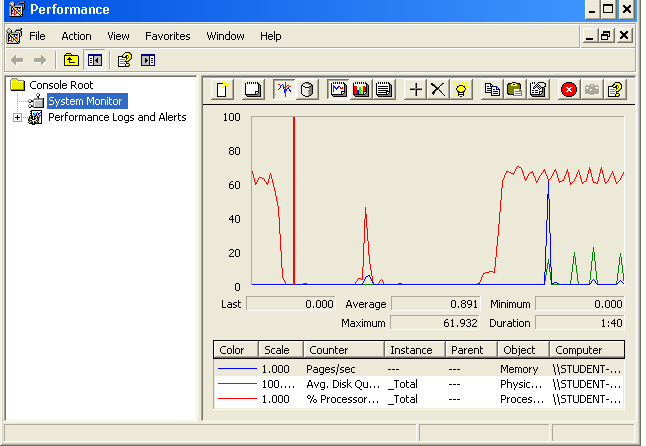 Performance
File Action View Favorites Window Help
Console Root
System Monitor
Performance Logs and Alerts
100
80
60
40
20
0
Last 0.000 Average 0.891 Minimum 0.000
Maximum 61.932 Duration 1:40
Color Scale Counter Instance Parent Object Computer
1.000 Pages/sec --- --- Memory \\STUDENT-...
100.... Avg. Disk Qu... _Total --- Physic... \\STUDENT-...
1.000 % Processor... _Total --- Proces... \\STUDENT-...